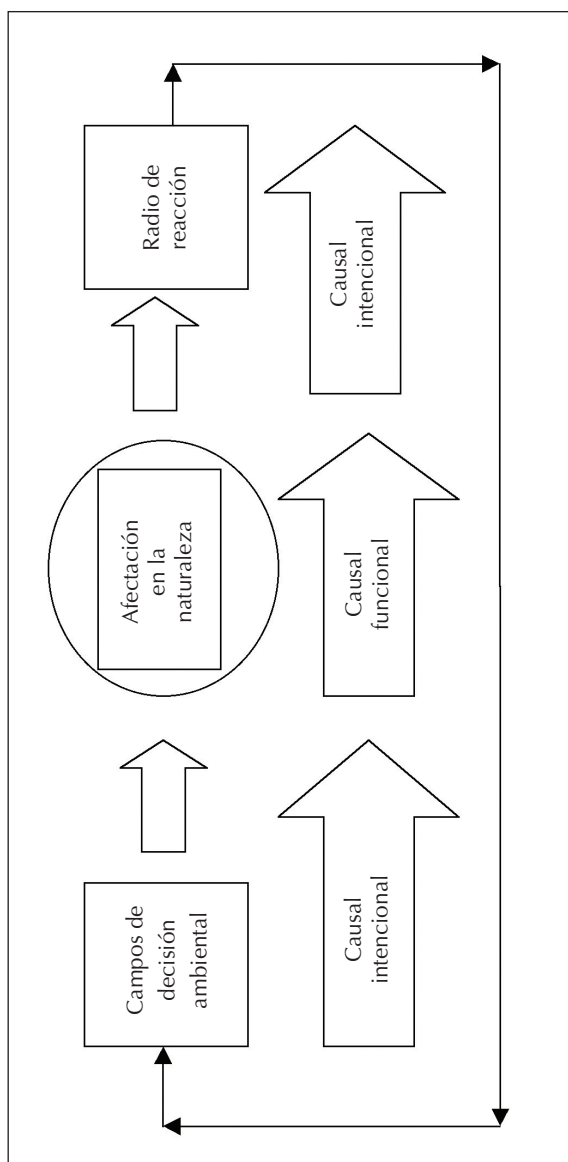 Campos de
decisión
ambiental
Afectación
en la
naturaleza
Radio de
reacción
Causal
intencional
Causal
funcional
Causal
intencional